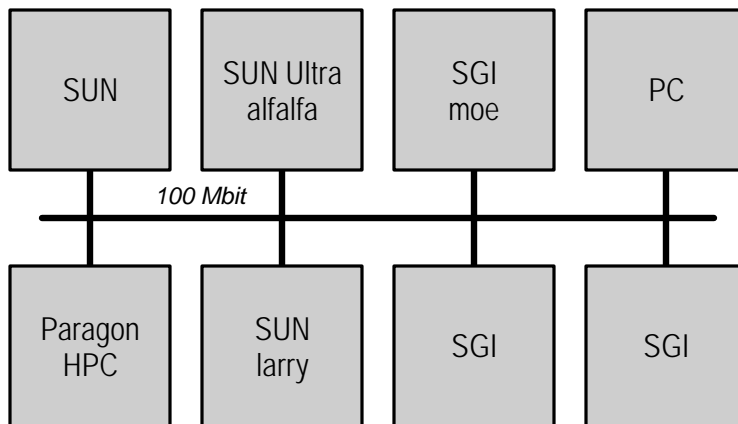 SUN
SUN Ultra
alfalfa
SGI
moe
PC
100 Mbit
Paragon
HPC
SUN
larry
SGI
SGI